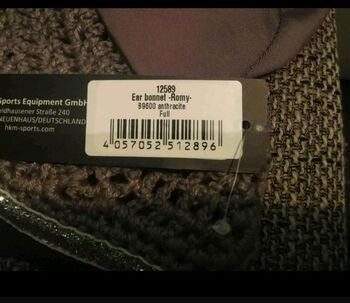 Sports Equipment GmbH
eidhausener Straße 240
NEUENHAUS/DEUTSCHLAND
hkm-sports.com
12589
Ear bonnet -Romy-
99600 anthracite
Full
4 057052 512896